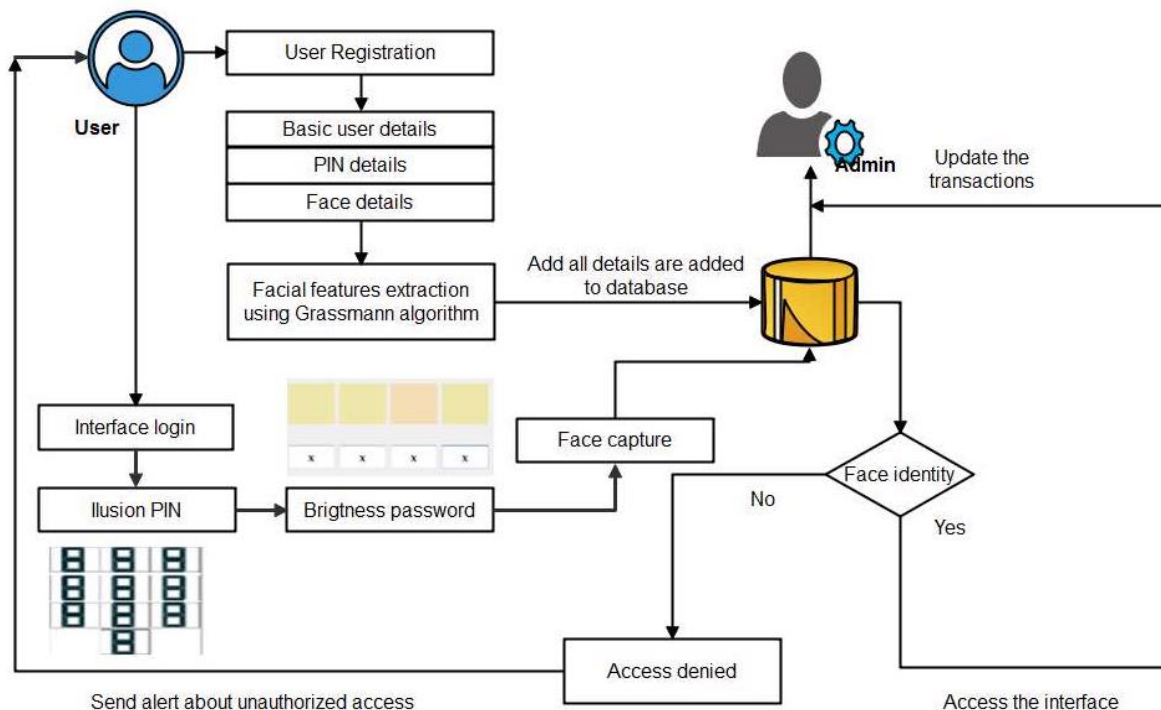 User Registration
User
Basic user details
PIN details
Face details
Admin
Update the
transactions
Facial features extraction
using Grassmann algorithm
Add all details are added
to database
Interface login
x x x x
Face capture
Face identity
Ilusion PIN
Brigtness password
No
Yes
Access denied
Send alert about unauthorized access
Access the interface